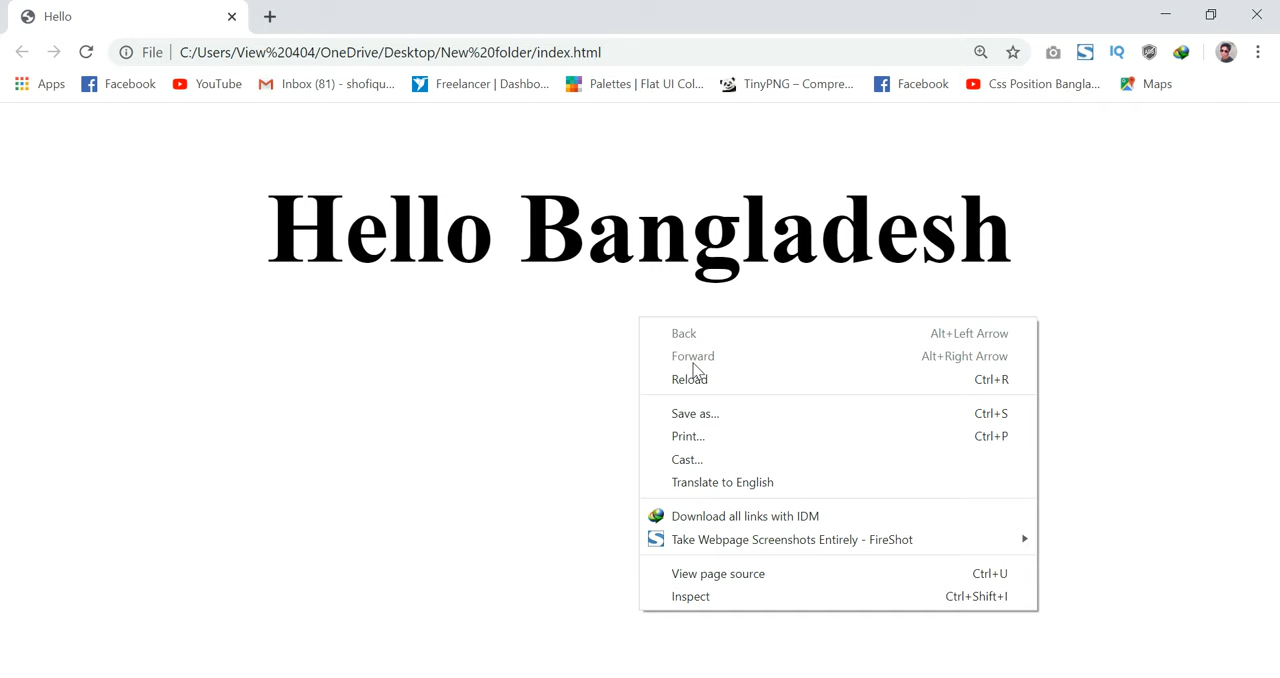 Hello
File C:/Users/View%20404/OneDrive/Desktop/New%20folder/index.html
Apps Facebook YouTube Inbox (81) - shofiqu... Freelancer | Dashbo... Palettes | Flat UI Col... TinyPNG – Compre... Facebook Css Position Bangla... Maps
Hello Bangladesh
Back Alt+Left Arrow
Forward Alt+Right Arrow
Reload Ctrl+R
Save as... Ctrl+S
Print... Ctrl+P
Cast...
Translate to English
Download all links with IDM
Take Webpage Screenshots Entirely - FireShot
View page source Ctrl+U
Inspect Ctrl+Shift+I